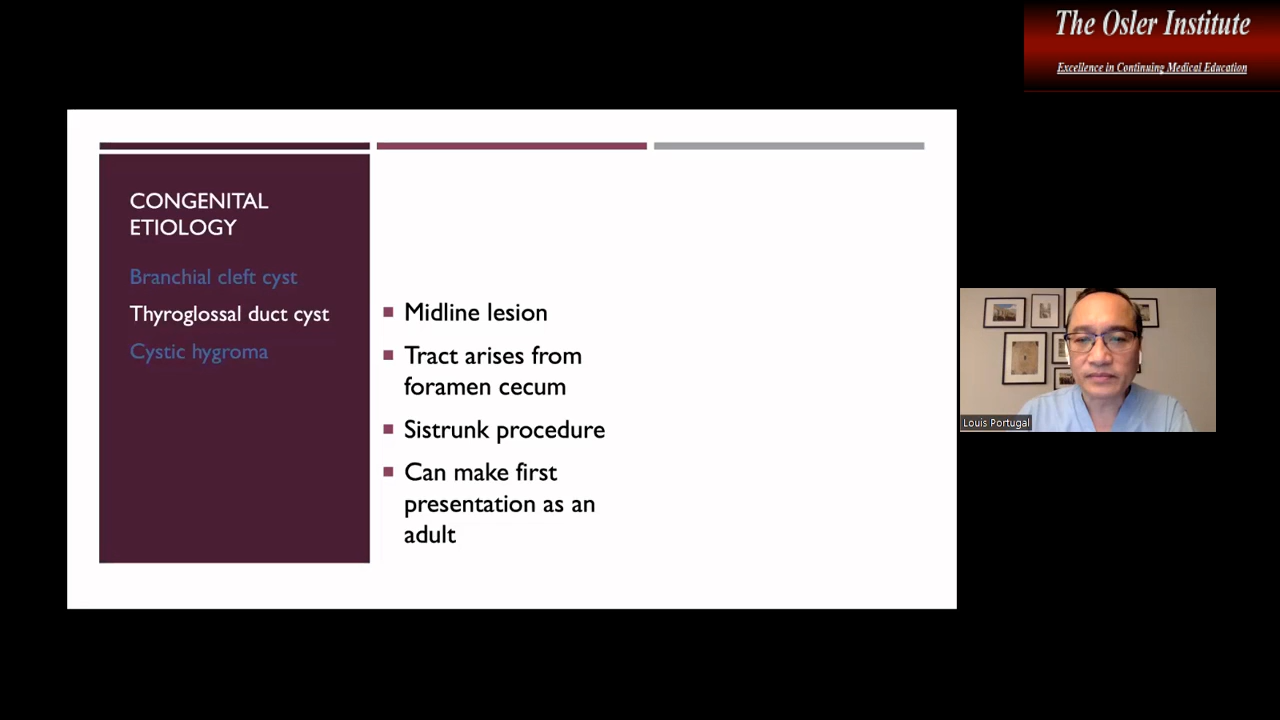 The Osler Institute
Excellence in Continuing Medical Education
CONGENITAL
ETIOLOGY
Branchial cleft cyst
Thyroglossal duct cyst
Cystic hygroma
Midline lesion
Tract arises from
foramen cecum
Sistrunk procedure
Can make first
presentation as an
adult
Louis Portugal